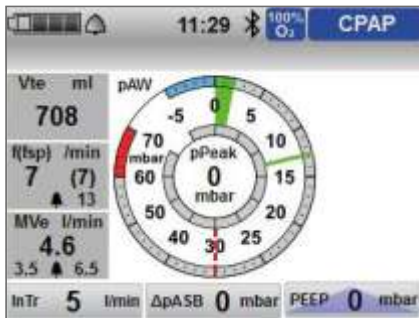 11:29 100% O₂ CPAP
Vte ml
708
f(fsp) /min
7 (7)
13
MVe l/min
4.6
3.5 6.5
pAW
-5 0 5
70 10
mbar
60 15
50 20
40 30 25
pPeak
0
mbar
InTr 5 l/min ΔpASB 0 mbar PEEP 0 mbar